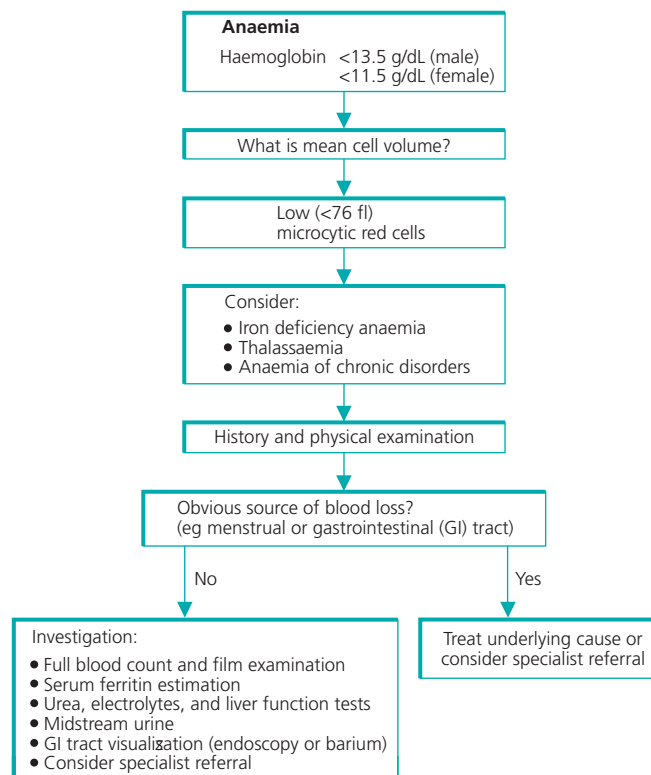 Anaemia
Haemoglobin <13.5 g/dL (male)
<11.5 g/dL (female)
What is mean cell volume?
Low (<76 fl)
microcytic red cells
Consider:
• Iron deficiency anaemia
• Thalassaemia
• Anaemia of chronic disorders
History and physical examination
Obvious source of blood loss?
(eg menstrual or gastrointestinal (GI) tract)
No
Yes
Investigation:
• Full blood count and film examination
• Serum ferritin estimation
• Urea, electrolytes, and liver function tests
• Midstream urine
• GI tract visualization (endoscopy or barium)
• Consider specialist referral
Treat underlying cause or
consider specialist referral